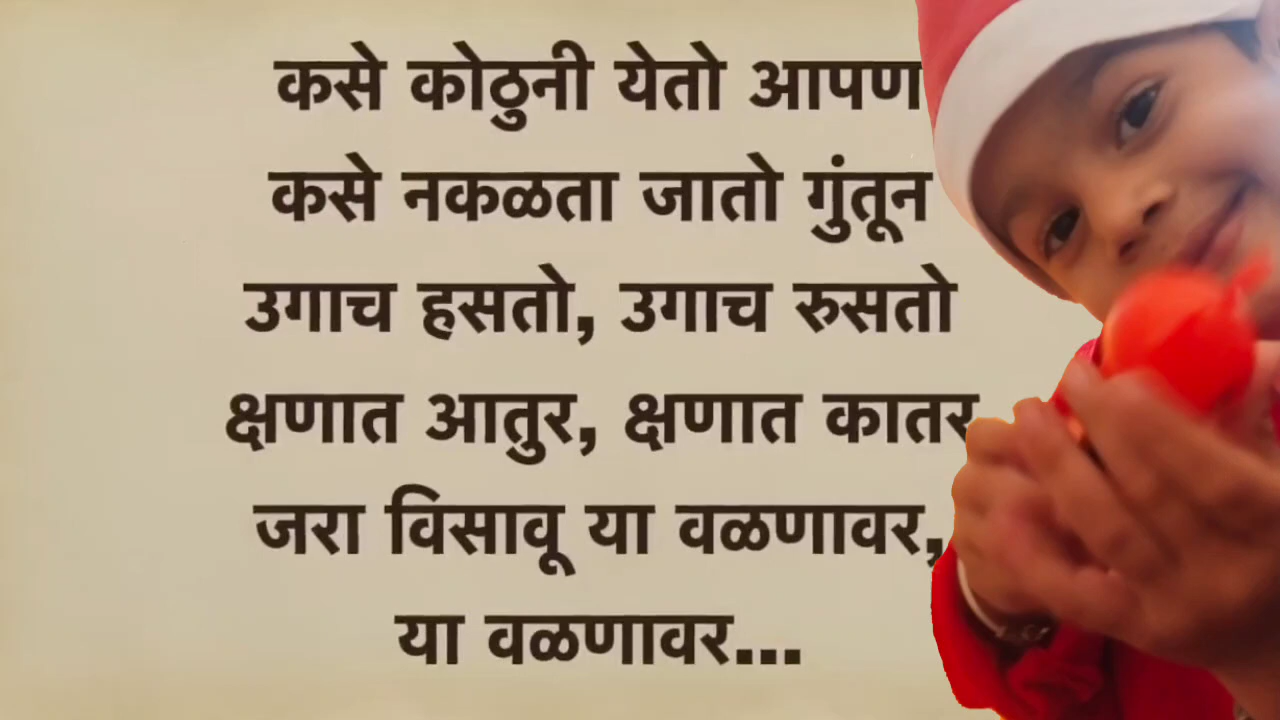 कसे कोठुनी येतो आपण
कसे नकळता जातो गुंतून
उगाच हसतो, उगाच रुसतो
क्षणात आतुर, क्षणात कातर
जरा विसावू या वळणावर,
या वळणावर...